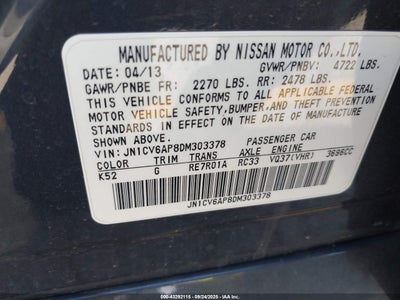 MANUFACTURED BY NISSAN MOTOR CO.,LTD.
DATE: 04/13 GVWR/PNBV: 4722 LBS.
GAWR/PNBE FR: 2270 LBS. RR: 2478 LBS.
THIS VEHICLE CONFORMS TO ALL APPLICABLE FEDERAL
MOTOR VEHICLE SAFETY, BUMPER, AND THEFT PREVENTION
STANDARDS IN EFFECT ON THE DATE OF MANUFACTURE
SHOWN ABOVE.
VIN: JN1CV6AP8DM303378 PASSENGER CAR
COLOR TRIM TRANS AXLE ENGINE
K52 G RE7R01A RC33 VQ37(VHR) 3696CC
JN1CV6AP8DM303378
#43292115 - 09/24/2025 - IAA